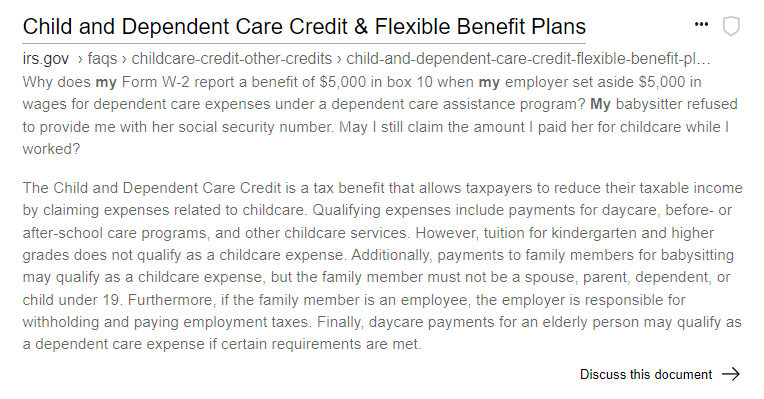 Child and Dependent Care Credit & Flexible Benefit Plans
irs.gov › faqs › childcare-credit-other-credits › child-and-dependent-care-credit-flexible-benefit-pl...
Why does my Form W-2 report a benefit of $5,000 in box 10 when my employer set aside $5,000 in
wages for dependent care expenses under a dependent care assistance program? My babysitter refused
to provide me with her social security number. May I still claim the amount I paid her for childcare while I
worked?
The Child and Dependent Care Credit is a tax benefit that allows taxpayers to reduce their taxable income
by claiming expenses related to childcare. Qualifying expenses include payments for daycare, before- or
after-school care programs, and other childcare services. However, tuition for kindergarten and higher
grades does not qualify as a childcare expense. Additionally, payments to family members for babysitting
may qualify as a childcare expense, but the family member must not be a spouse, parent, dependent, or
child under 19. Furthermore, if the family member is an employee, the employer is responsible for
withholding and paying employment taxes. Finally, daycare payments for an elderly person may qualify as
a dependent care expense if certain requirements are met.
Discuss this document